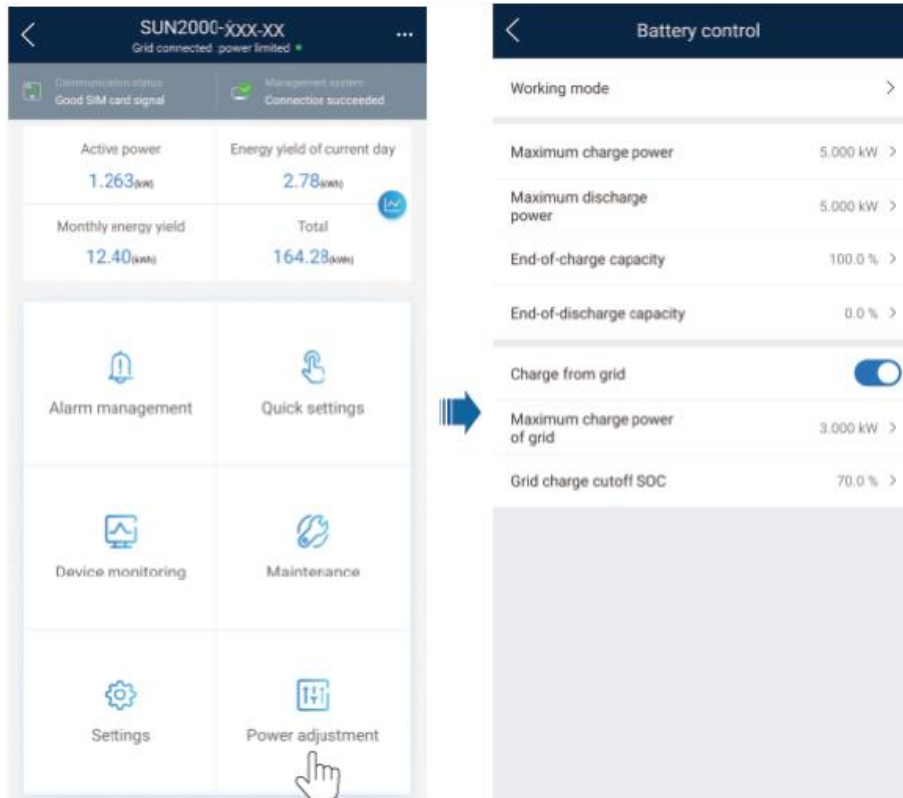 SUN2000-XXX-XX
Grid connected :power limited
Communication status
Good SIM card signal
Management system
Connection succeeded
Active power
1.263(kW)
Energy yield of current day
2.78(kWh)
Monthly energy yield
12.40(kWh)
Total
164.28(kWh)
Alarm management
Quick settings
Device monitoring
Maintenance
Settings
Power adjustment
Battery control
Working mode
Maximum charge power
5.000 kW
Maximum discharge
power
5.000 kW
End-of-charge capacity
100.0 %
End-of-discharge capacity
0.0 %
Charge from grid
Maximum charge power
of grid
3.000 kW
Grid charge cutoff SOC
70.0 %